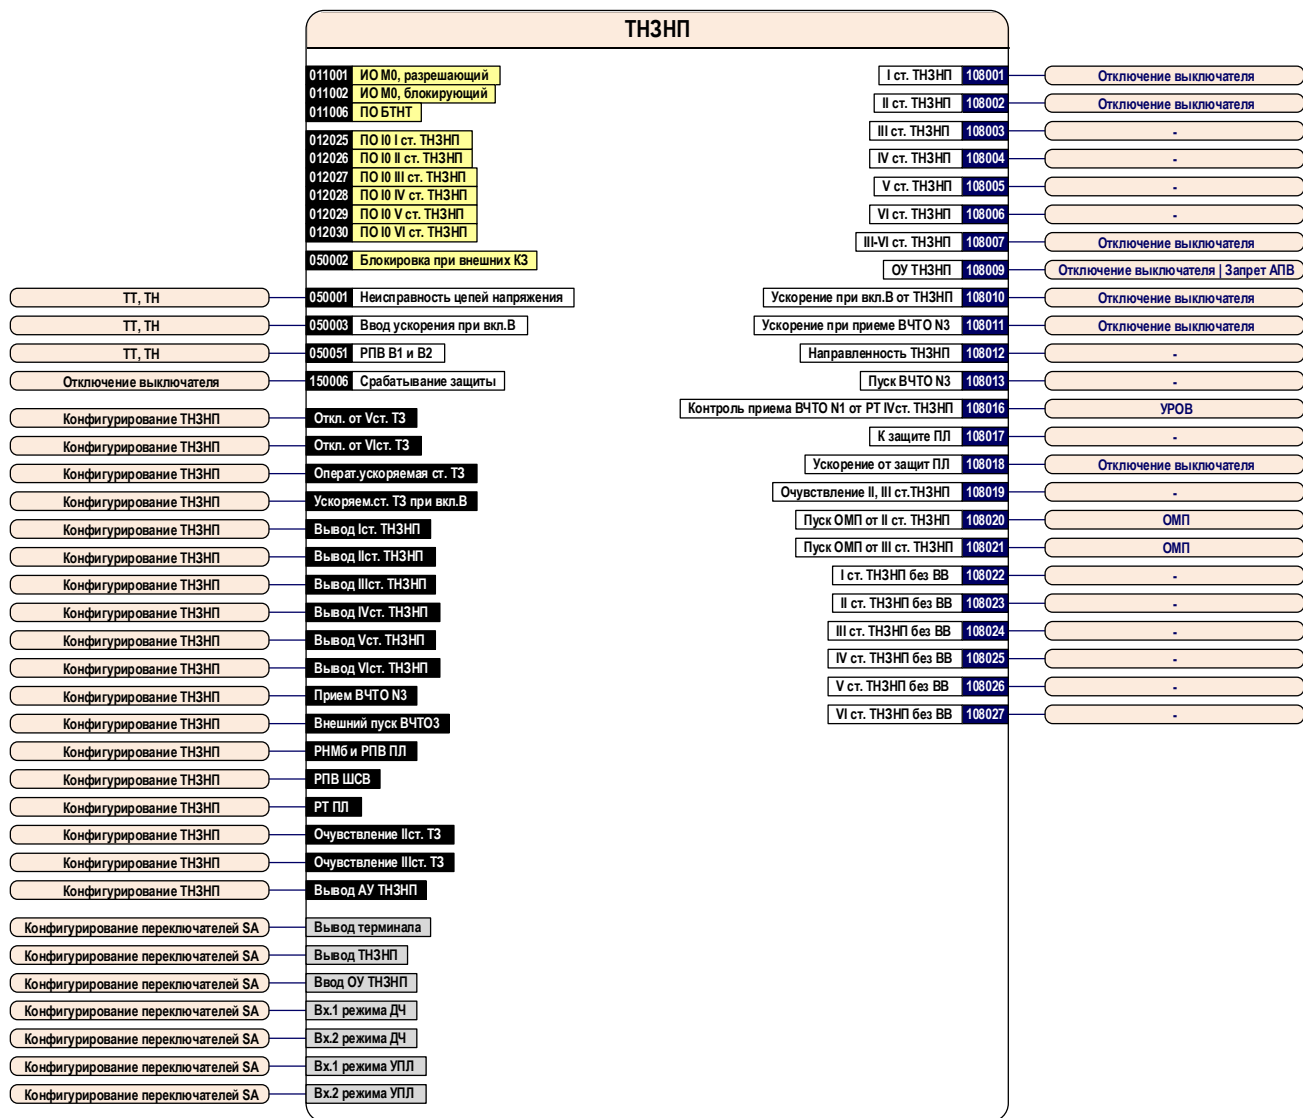 ТНЗНП
011001 ИО М0, разрешающий
011002 ИО М0, блокирующий
011006 ПО БТНТ
012025 ПО I0 I ст. ТНЗНП
012026 ПО I0 II ст. ТНЗНП
012027 ПО I0 III ст. ТНЗНП
012028 ПО I0 IV ст. ТНЗНП
012029 ПО I0 V ст. ТНЗНП
012030 ПО I0 VI ст. ТНЗНП
050002 Блокировка при внешних КЗ
ТТ, ТН 050001 Неисправность цепей напряжения
ТТ, ТН 050003 Ввод ускорения при вкл.В
ТТ, ТН 050051 РПВ В1 и В2
Отключение выключателя 150006 Срабатывание защиты
Конфигурирование ТНЗНП Откл. от Vст. ТЗ
Конфигурирование ТНЗНП Откл. от VIст. ТЗ
Конфигурирование ТНЗНП Операт.ускоряемая ст. ТЗ
Конфигурирование ТНЗНП Ускоряем.ст. ТЗ при вкл.В
Конфигурирование ТНЗНП Вывод Iст. ТНЗНП
Конфигурирование ТНЗНП Вывод IIст. ТНЗНП
Конфигурирование ТНЗНП Вывод IIIст. ТНЗНП
Конфигурирование ТНЗНП Вывод IVст. ТНЗНП
Конфигурирование ТНЗНП Вывод Vст. ТНЗНП
Конфигурирование ТНЗНП Вывод VIст. ТНЗНП
Конфигурирование ТНЗНП Прием ВЧТО N3
Конфигурирование ТНЗНП Внешний пуск ВЧТО3
Конфигурирование ТНЗНП РНМб и РПВ ПЛ
Конфигурирование ТНЗНП РПВ ШСВ
Конфигурирование ТНЗНП РТ ПЛ
Конфигурирование ТНЗНП Очувствление IIст. ТЗ
Конфигурирование ТНЗНП Очувствление IIIст. ТЗ
Конфигурирование ТНЗНП Вывод АУ ТНЗНП
Конфигурирование переключателей SA Вывод терминала
Конфигурирование переключателей SA Вывод ТНЗНП
Конфигурирование переключателей SA Ввод ОУ ТНЗНП
Конфигурирование переключателей SA Вх.1 режима ДЧ
Конфигурирование переключателей SA Вх.2 режима ДЧ
Конфигурирование переключателей SA Вх.1 режима УПЛ
Конфигурирование переключателей SA Вх.2 режима УПЛ
I ст. ТНЗНП 108001 Отключение выключателя
II ст. ТНЗНП 108002 Отключение выключателя
III ст. ТНЗНП 108003 -
IV ст. ТНЗНП 108004 -
V ст. ТНЗНП 108005 -
VI ст. ТНЗНП 108006 -
III-VI ст. ТНЗНП 108007 Отключение выключателя
ОУ ТНЗНП 108009 Отключение выключателя | Запрет АПВ
Ускорение при вкл.В от ТНЗНП 108010 Отключение выключателя
Ускорение при приеме ВЧТО N3 108011 Отключение выключателя
Направленность ТНЗНП 108012 -
Пуск ВЧТО N3 108013 -
Контроль приема ВЧТО N1 от РТ IVст. ТНЗНП 108016 УРОВ
К защите ПЛ 108017 -
Ускорение от защит ПЛ 108018 Отключение выключателя
Очувствление II, III ст.ТНЗНП 108019 -
Пуск ОМП от II ст. ТНЗНП 108020 ОМП
Пуск ОМП от III ст. ТНЗНП 108021 ОМП
I ст. ТНЗНП без ВВ 108022 -
II ст. ТНЗНП без ВВ 108023 -
III ст. ТНЗНП без ВВ 108024 -
IV ст. ТНЗНП без ВВ 108025 -
V ст. ТНЗНП без ВВ 108026 -
VI ст. ТНЗНП без ВВ 108027 -